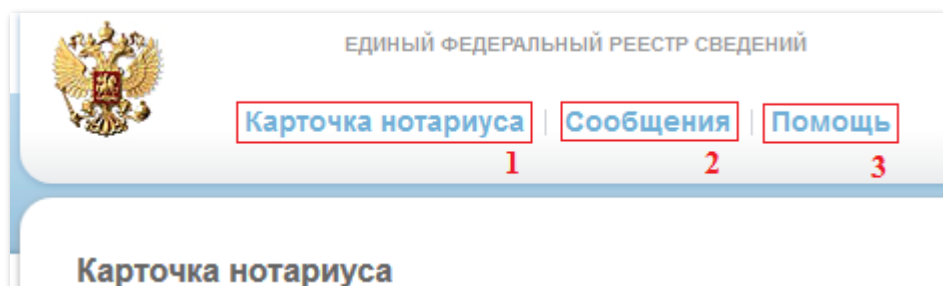 ЕДИНЫЙ ФЕДЕРАЛЬНЫЙ РЕЕСТР СВЕДЕНИЙ
Карточка нотариуса | Сообщения | Помощь
1 2 3
Карточка нотариуса